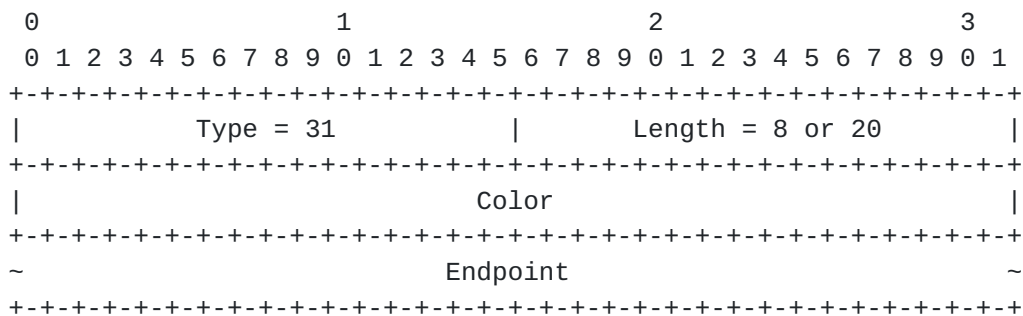 0                   1                   2                   3
 0 1 2 3 4 5 6 7 8 9 0 1 2 3 4 5 6 7 8 9 0 1 2 3 4 5 6 7 8 9 0 1
+-+-+-+-+-+-+-+-+-+-+-+-+-+-+-+-+-+-+-+-+-+-+-+-+-+-+-+-+-+-+-+-+
|           Type = 31           |       Length = 8 or 20        |
+-+-+-+-+-+-+-+-+-+-+-+-+-+-+-+-+-+-+-+-+-+-+-+-+-+-+-+-+-+-+-+-+
|                             Color                             |
+-+-+-+-+-+-+-+-+-+-+-+-+-+-+-+-+-+-+-+-+-+-+-+-+-+-+-+-+-+-+-+-+
~                           Endpoint                            ~
+-+-+-+-+-+-+-+-+-+-+-+-+-+-+-+-+-+-+-+-+-+-+-+-+-+-+-+-+-+-+-+-+